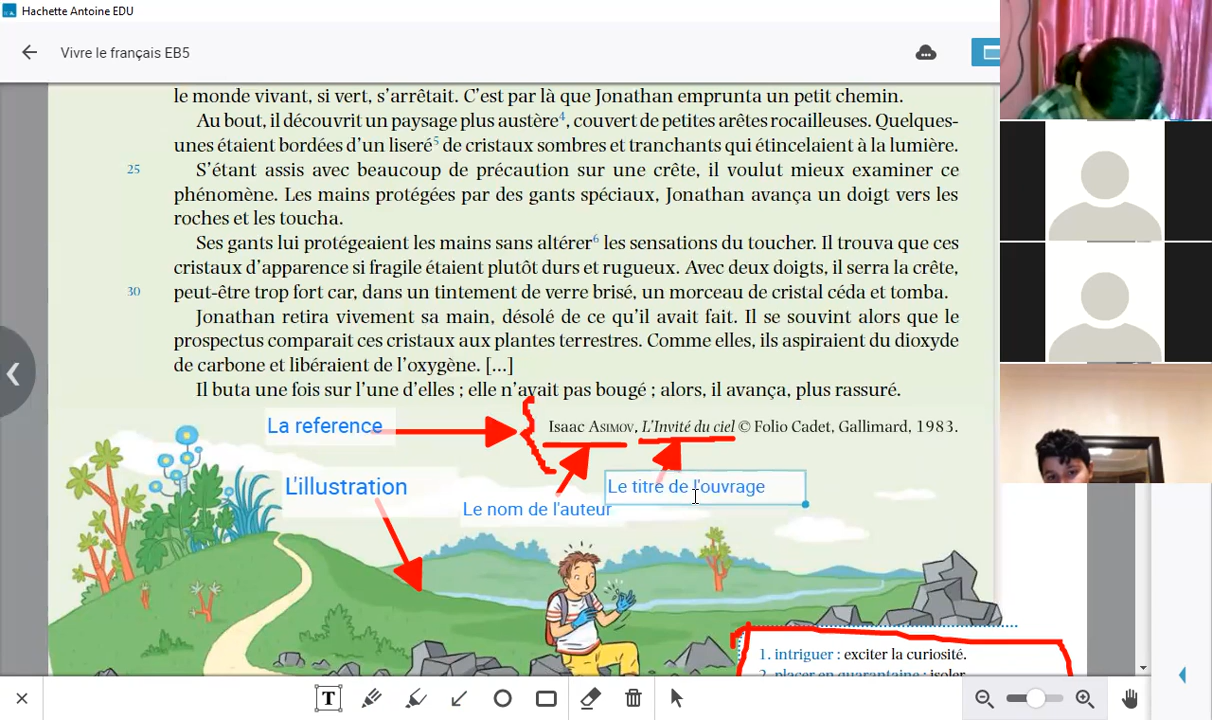 Hachette Antoine EDU
Vivre le français EB5
le monde vivant, si vert, s’arrêtait. C’est par là que Jonathan emprunta un petit chemin.
Au bout, il découvrit un paysage plus austère4, couvert de petites arêtes rocailleuses. Quelques-
unes étaient bordées d’un liseré5 de cristaux sombres et tranchants qui étincelaient à la lumière.
25 S’étant assis avec beaucoup de précaution sur une crête, il voulut mieux examiner ce
phénomène. Les mains protégées par des gants spéciaux, Jonathan avança un doigt vers les
roches et les toucha.
Ses gants lui protégeaient les mains sans altérer6 les sensations du toucher. Il trouva que ces
cristaux d’apparence si fragile étaient plutôt durs et rugueux. Avec deux doigts, il serra la crête,
30 peut-être trop fort car, dans un tintement de verre brisé, un morceau de cristal céda et tomba.
Jonathan retira vivement sa main, désolé de ce qu’il avait fait. Il se souvint alors que le
prospectus comparait ces cristaux aux plantes terrestres. Comme elles, ils aspiraient du dioxyde
de carbone et libéraient de l’oxygène. [...]
Il buta une fois sur l’une d’elles ; elle n’avait pas bougé ; alors, il avança, plus rassuré.
La reference
Isaac Asimov, L’Invité du ciel © Folio Cadet, Gallimard, 1983.
L'illustration
Le titre de l'ouvrage
Le nom de l'auteur
1. intriguer : exciter la curiosité.
2. placer en quarantaine : isoler
T